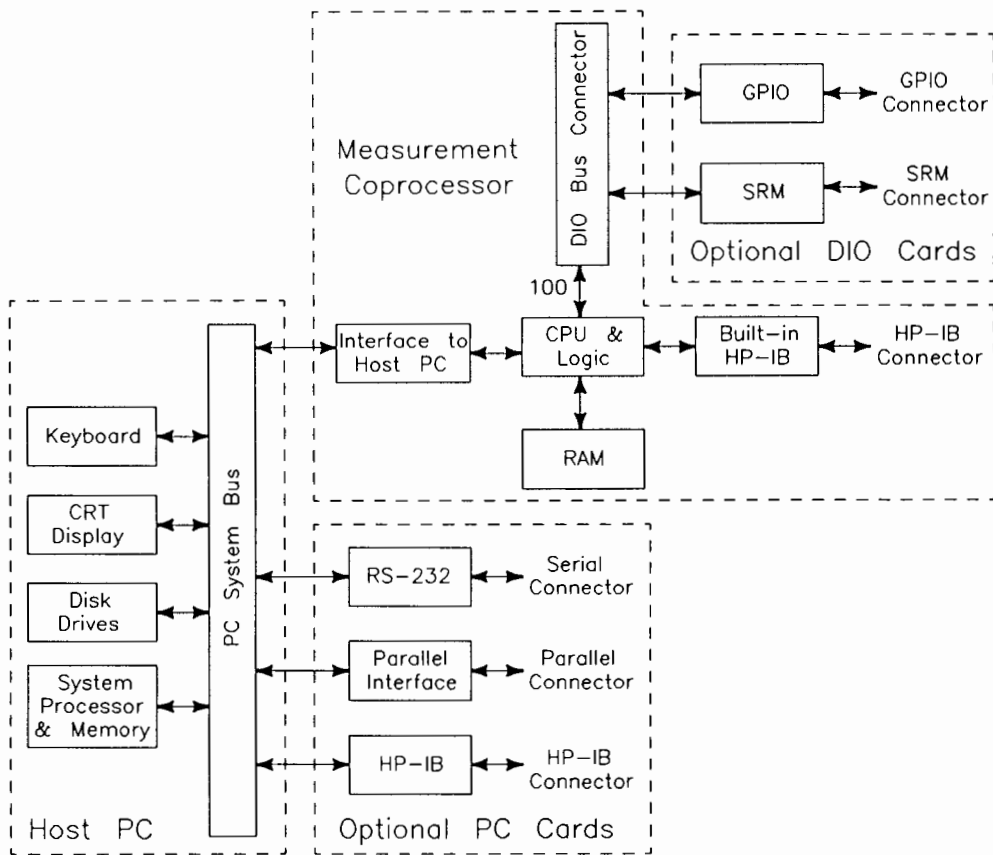 Measurement
Coprocessor
DIO Bus Connector
GPIO
GPIO
Connector
SRM
SRM
Connector
Optional DIO Cards
100
Interface to
Host PC
CPU &
Logic
Built-in
HP-IB
HP-IB
Connector
RAM
Keyboard
CRT
Display
Disk
Drives
System
Processor
& Memory
PC System Bus
Host PC
RS-232
Serial
Connector
Parallel
Interface
Parallel
Connector
HP-IB
HP-IB
Connector
Optional PC Cards